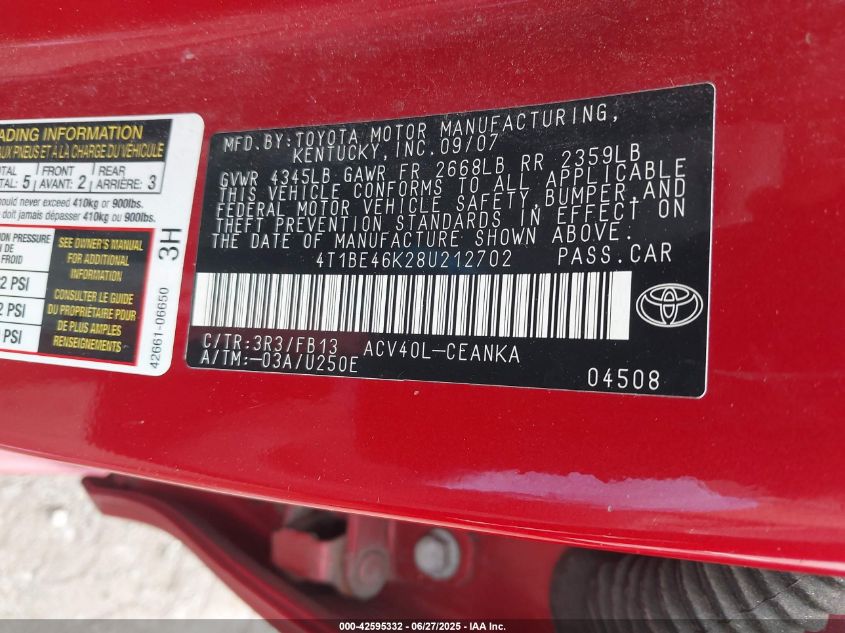 ADING INFORMATION
AUX PNEUS ET À LA CHARGE DU VÉHICULE
OTAL 5 FRONT 2 REAR 3
TAL: AVANT: ARRIÈRE:
should never exceed 410kg or 900lbs.
doit jamais dépasser 410kg ou 900lbs.
ON PRESSURE
FROID
2 PSI
2 PSI
PSI
SEE OWNER'S MANUAL
FOR ADDITIONAL
INFORMATION
CONSULTER LE GUIDE
DU PROPRIÉTAIRE POUR
DE PLUS AMPLES
RENSEIGNEMENTS
3H
42661-06650
MFD.BY:TOYOTA MOTOR MANUFACTURING,
KENTUCKY,INC.09/07
GVWR 4345LB GAWR FR 2668LB RR 2359LB
THIS VEHICLE CONFORMS TO ALL APPLICABLE
FEDERAL MOTOR VEHICLE SAFETY,BUMPER,AND
THEFT PREVENTION STANDARDS IN EFFECT ON
THE DATE OF MANUFACTURE SHOWN ABOVE.
4T1BE46K28U212702 PASS.CAR
C/TR:3R3/FB13 ACV40L-CEANKA
A/TM:-03A/U250E
04508
000-42595332 | 06/27/2025 - IAA Inc.